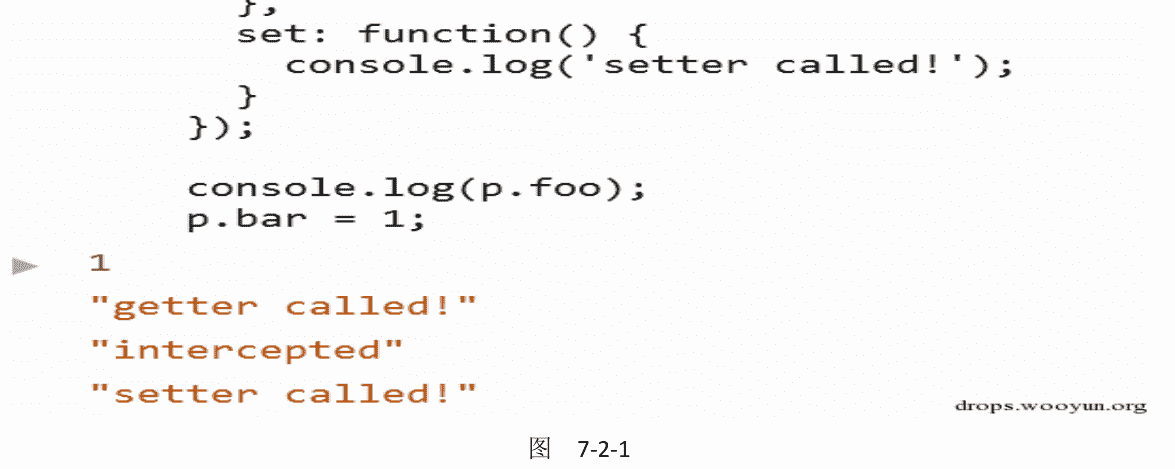 },
set: function() {
console.log('setter called!');
}
});
console.log(p.foo);
p.bar = 1;
1
"getter called!"
"intercepted"
"setter called!"
drops.wooyun.org
图 7-2-1